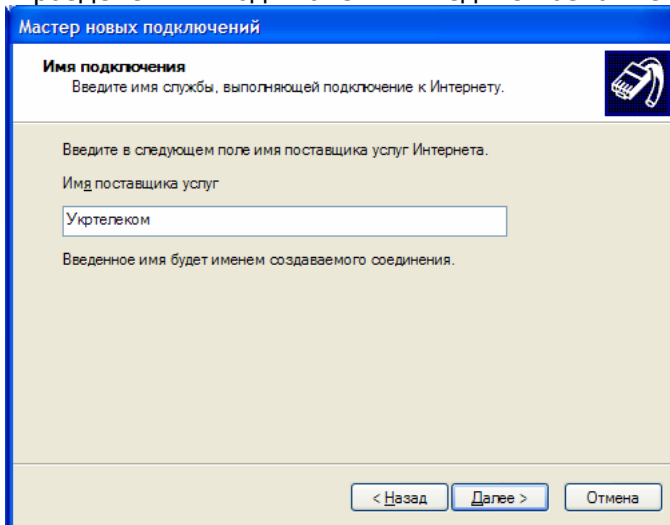 Мастер новых подключений
Имя подключения
Введите имя службы, выполняющей подключение к Интернету.
Введите в следующем поле имя поставщика услуг Интернета.
Имя поставщика услуг
Укртелеком
Введенное имя будет именем создаваемого соединения.
< Назад Далее > Отмена